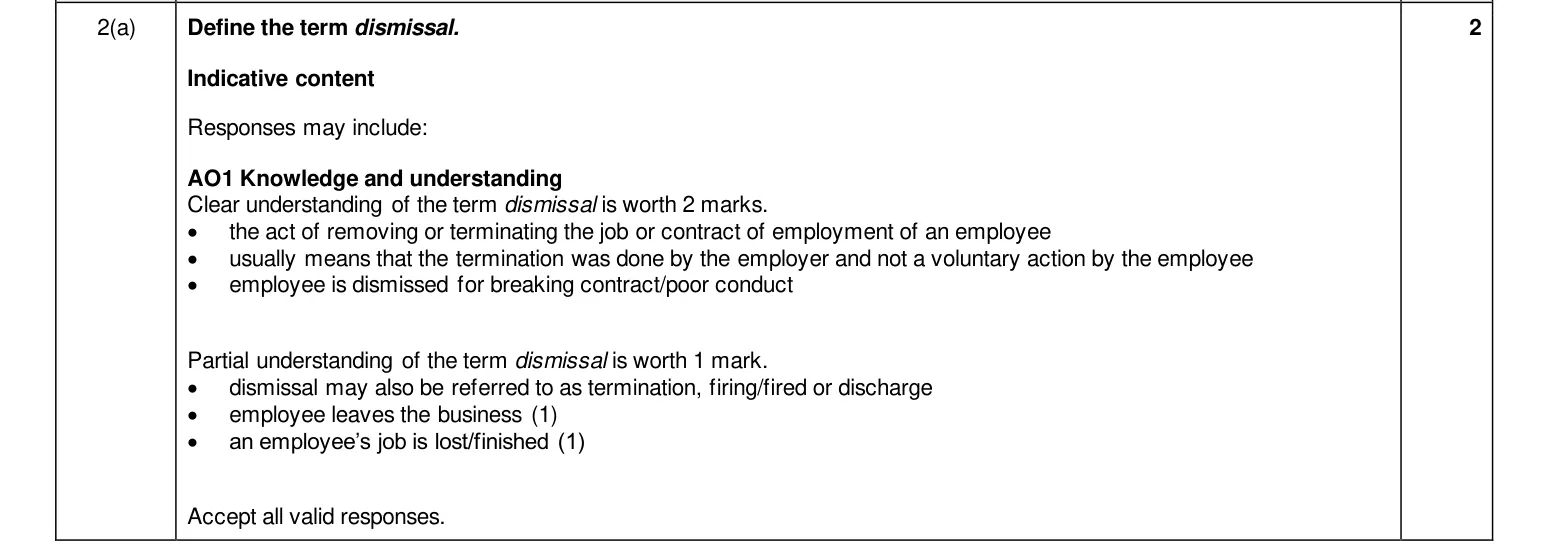 2(a) Define the term dismissal. 2
Indicative content
Responses may include:
AO1 Knowledge and understanding
Clear understanding of the term dismissal is worth 2 marks.
• the act of removing or terminating the job or contract of employment of an employee
• usually means that the termination was done by the employer and not a voluntary action by the employee
• employee is dismissed for breaking contract/poor conduct
Partial understanding of the term dismissal is worth 1 mark.
• dismissal may also be referred to as termination, firing/fired or discharge
• employee leaves the business (1)
• an employee’s job is lost/finished (1)
Accept all valid responses.